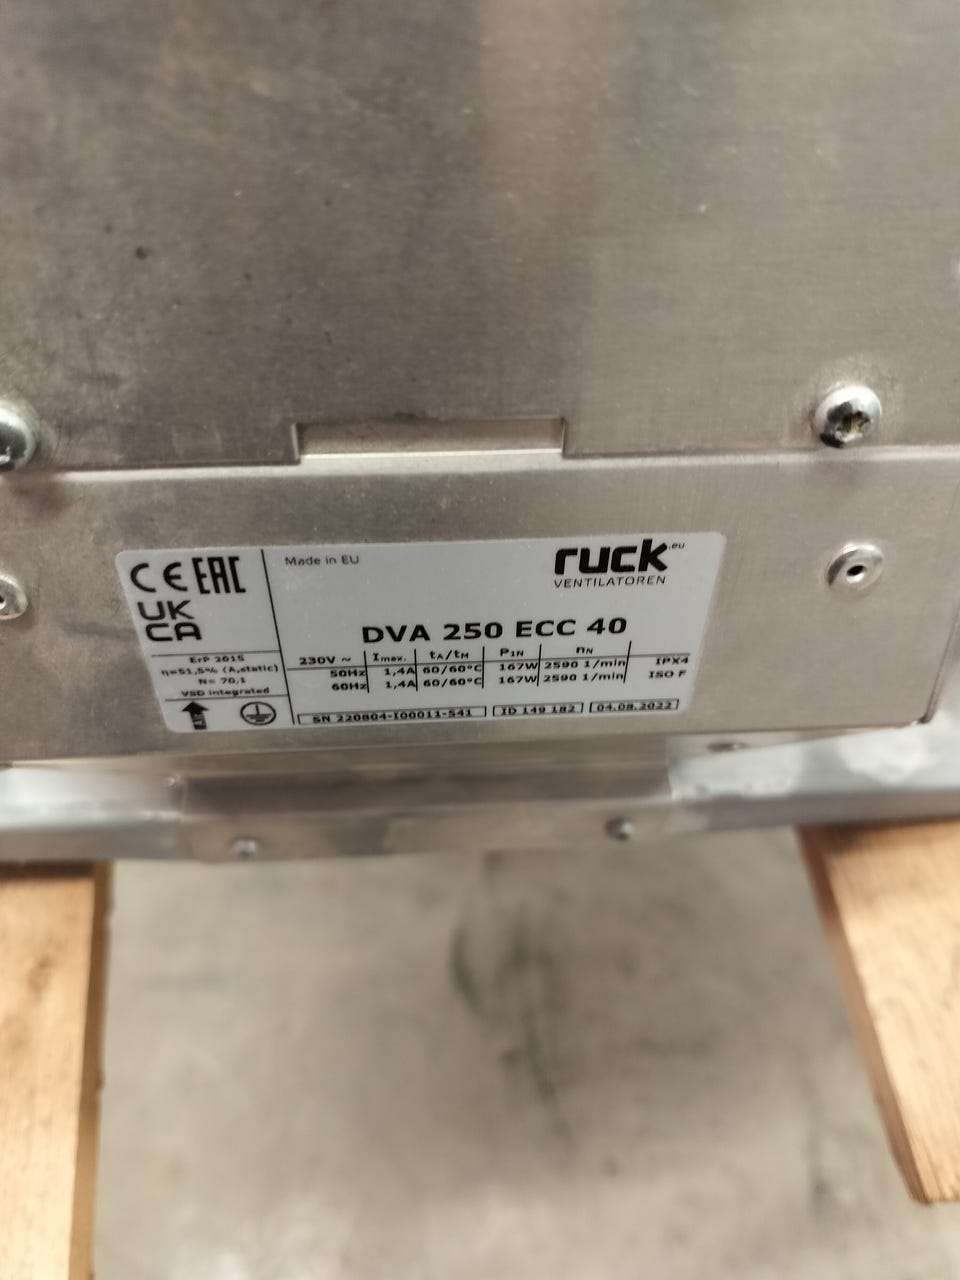 CE EAC
UK
CA
ErP 2015
η=51,5% (A,static)
N= 70,1
VSD integrated
Made in EU
ruck.eu
VENTILATOREN
DVA 250 ECC 40
230V ~ Imax. tA/tM P1N nN
50Hz 1,4A 60/60°C 167W 2590 1/min IPX4
60Hz 1,4A 60/60°C 167W 2590 1/min ISO F
SN 220804-I00011-541 ID 149 182 04.08.2022